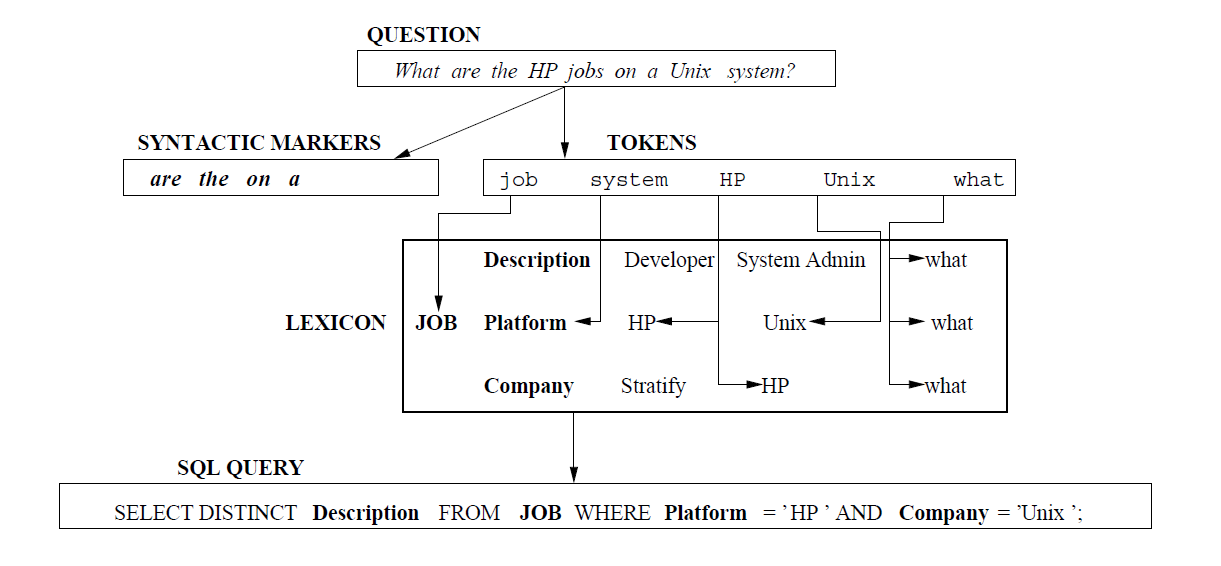 QUESTION
What are the HP jobs on a Unix system?
SYNTACTIC MARKERS TOKENS
are the on a job system HP Unix what
Description Developer System Admin what
LEXICON JOB Platform HP Unix what
Company Stratify HP what
SQL QUERY
SELECT DISTINCT Description FROM JOB WHERE Platform = ’HP ’ AND Company = ’Unix ’;